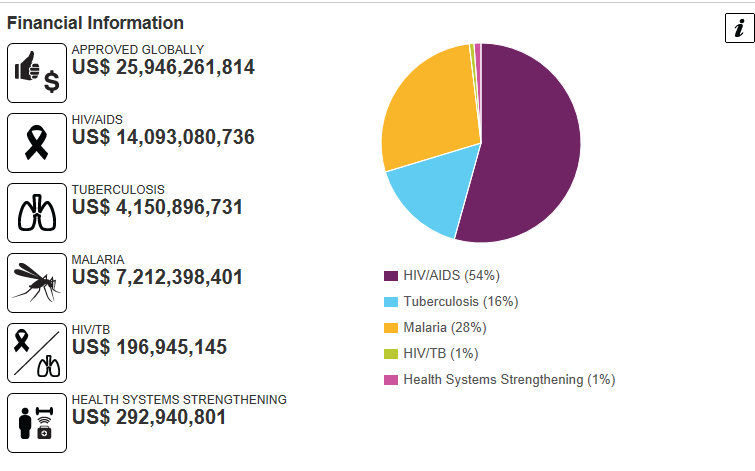 Financial Information
i
APPROVED GLOBALLY
US$ 25,946,261,814
$
HIV/AIDS
US$ 14,093,080,736
TUBERCULOSIS
US$ 4,150,896,731
MALARIA
US$ 7,212,398,401
HIV/TB
US$ 196,945,145
HEALTH SYSTEMS STRENGTHENING
US$ 292,940,801
HIV/AIDS (54%)
Tuberculosis (16%)
Malaria (28%)
HIV/TB (1%)
Health Systems Strengthening (1%)